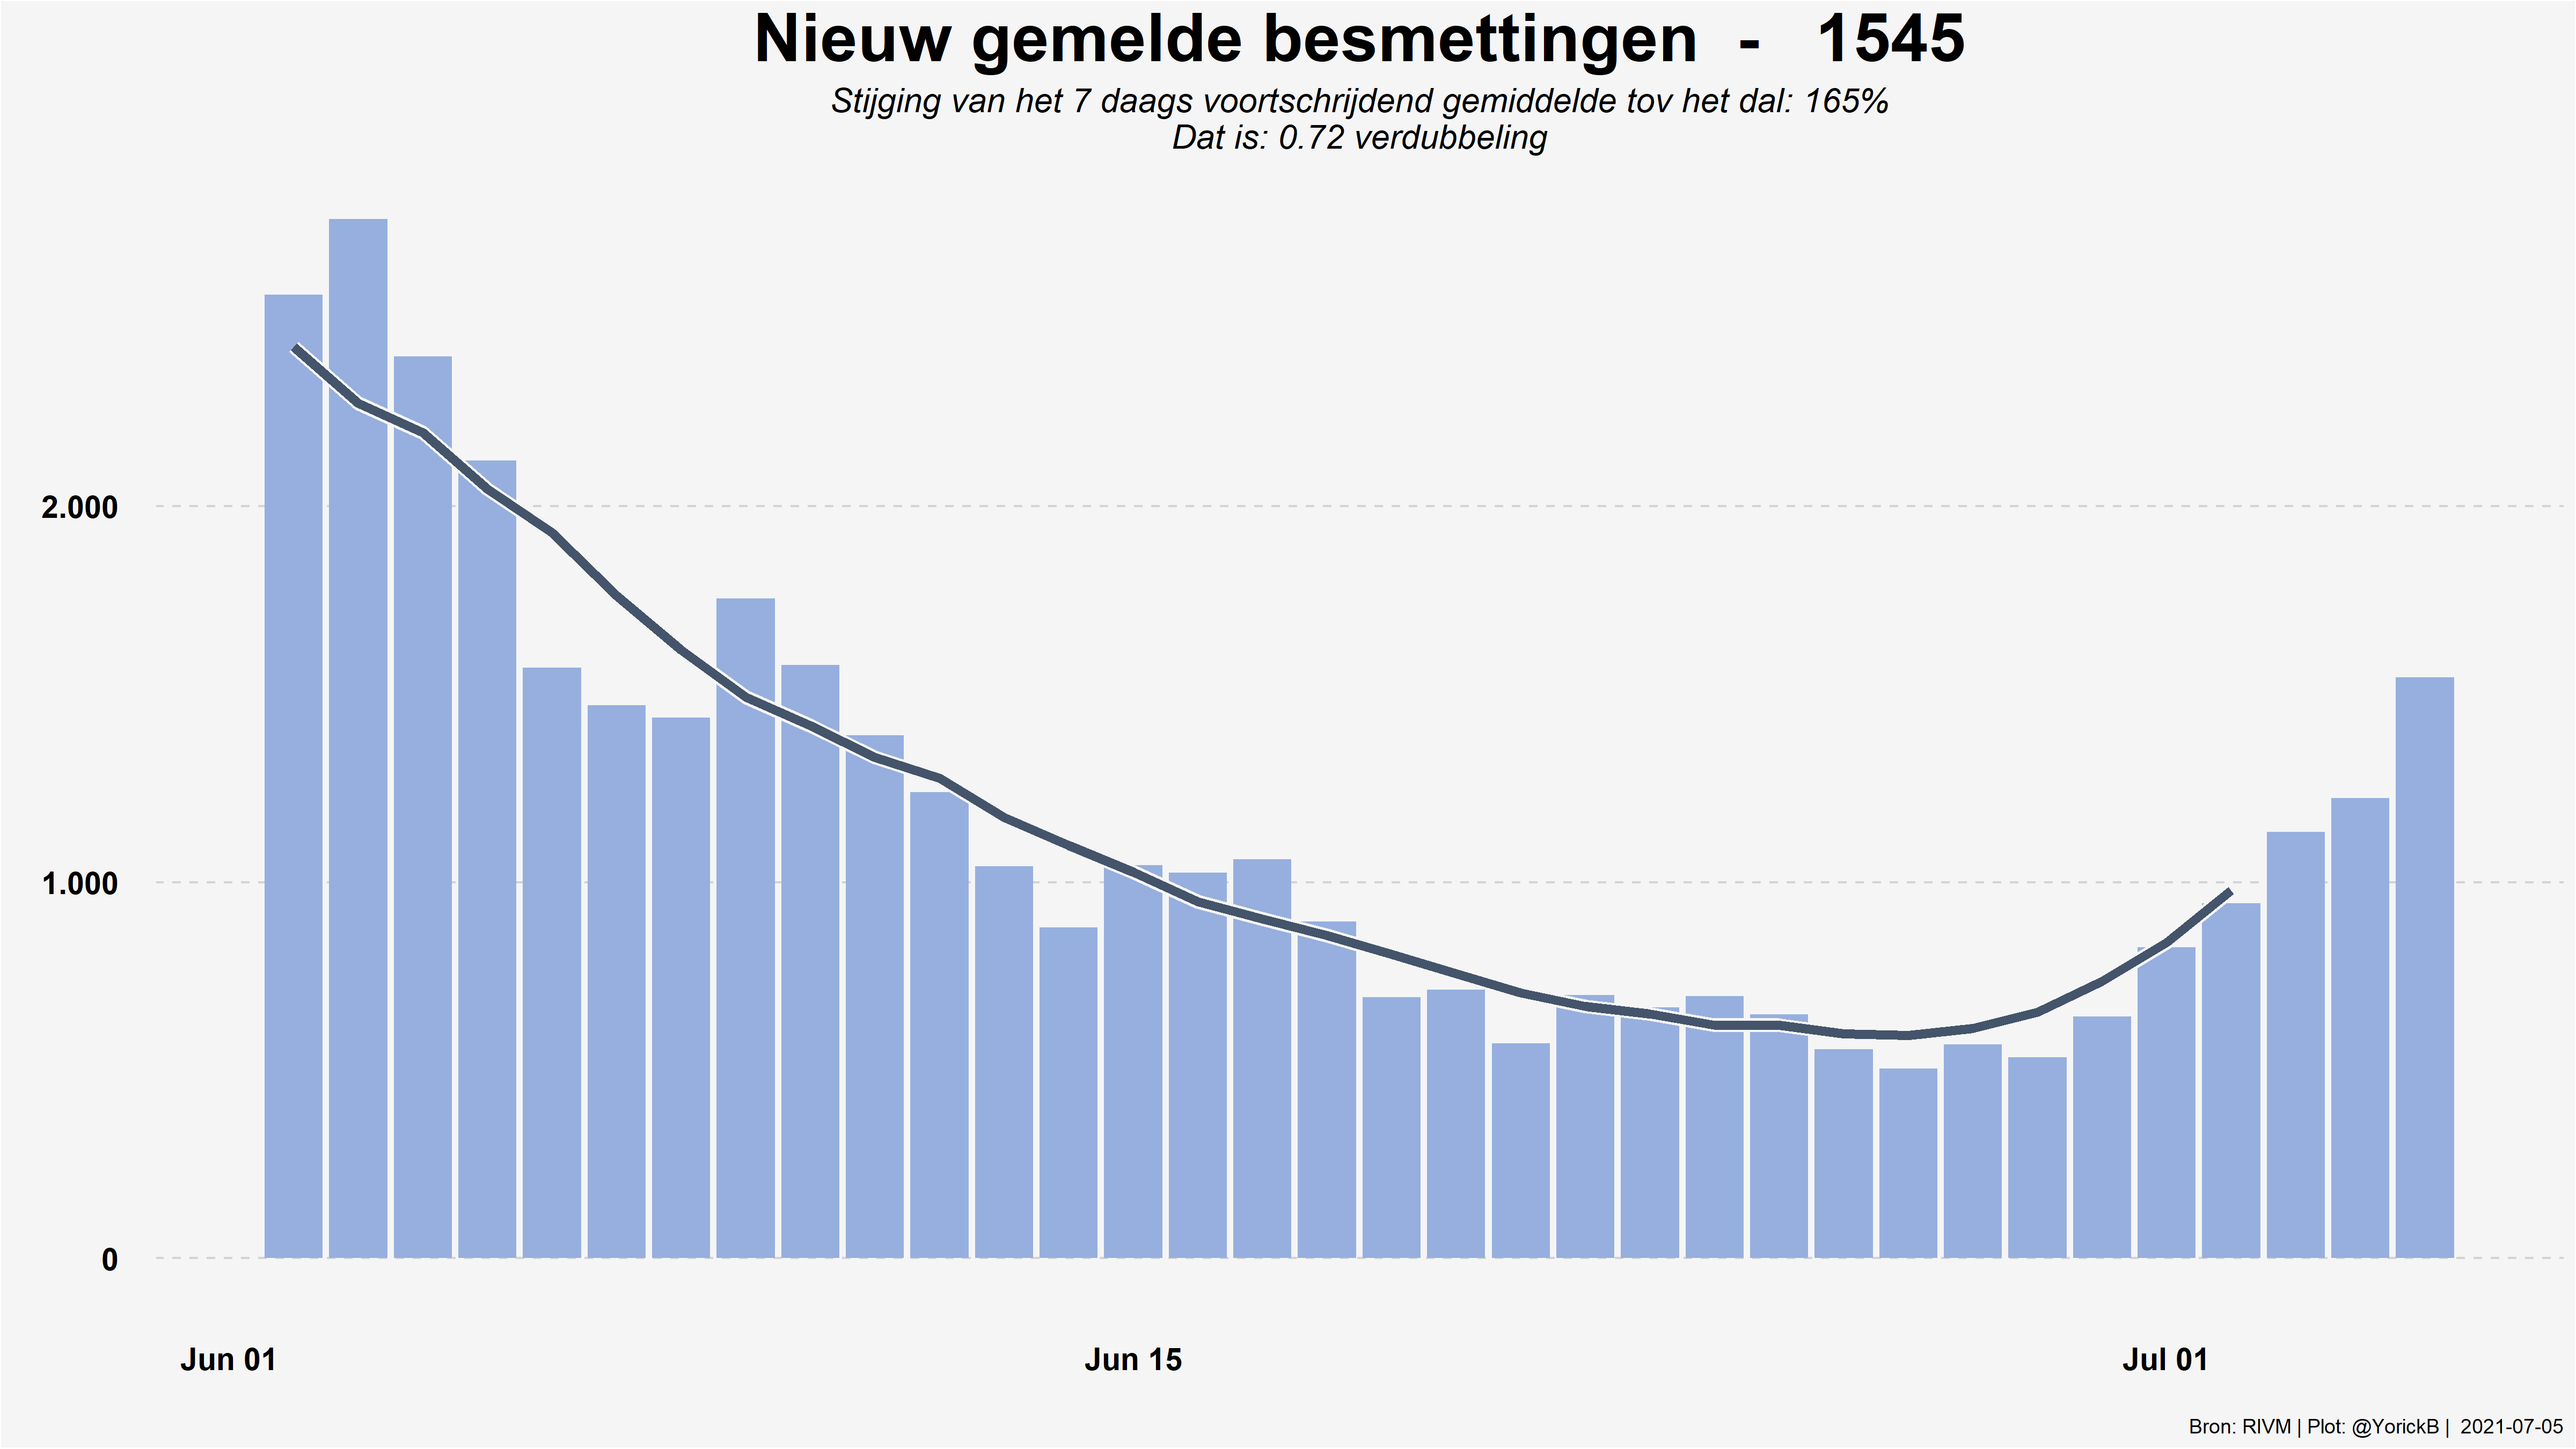 Nieuw gemelde besmettingen - 1545
Stijging van het 7 daags voortschrijdend gemiddelde tov het dal: 165%
Dat is: 0.72 verdubbeling
2.000
1.000
0
Jun 01
Jun 15
Jul 01
Bron: RIVM | Plot: @YorickB | 2021-07-05